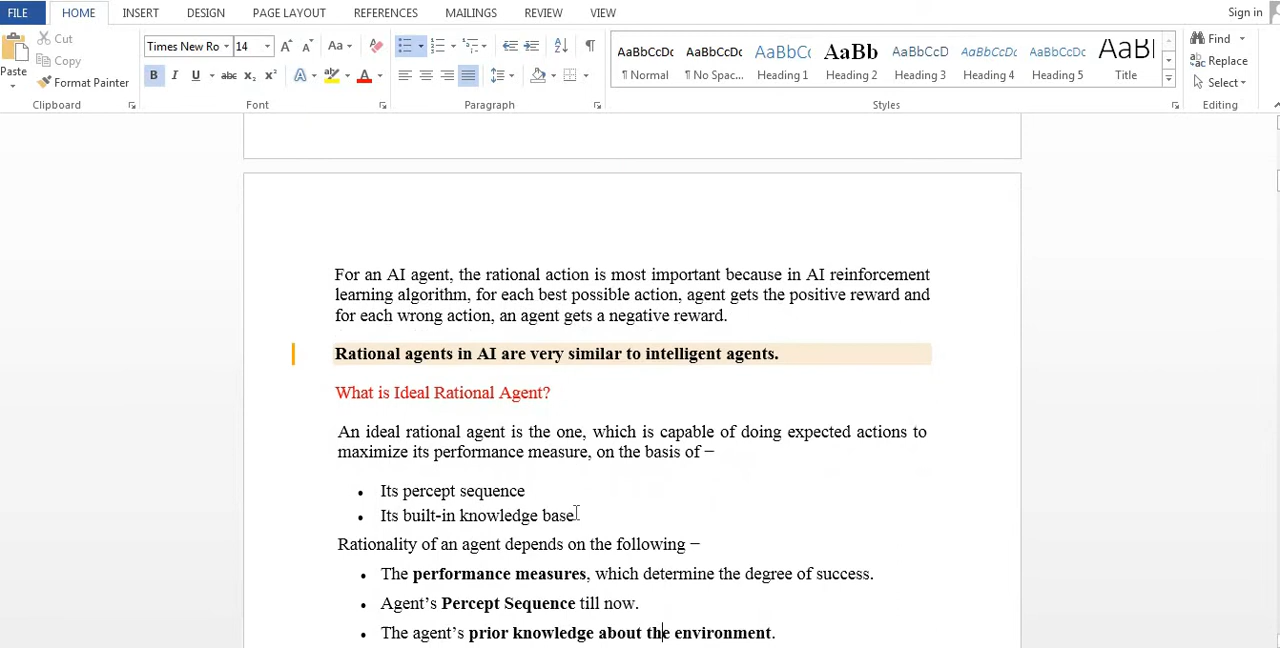 FILE HOME INSERT DESIGN PAGE LAYOUT REFERENCES MAILINGS REVIEW VIEW Sign in
Cut
Copy
Paste
Format Painter
Clipboard
Times New Ro 14 Aa
B I U abc x₂ x² A A
Font
Paragraph
AaBbCcDc AaBbCcDc AaBbC( AaBb AaBbCcD AaBbCcDc AaBbCcDc AaB
¶ Normal ¶ No Spac... Heading 1 Heading 2 Heading 3 Heading 4 Heading 5 Title
Styles
Find
Replace
Select
Editing
For an AI agent, the rational action is most important because in AI reinforcement
learning algorithm, for each best possible action, agent gets the positive reward and
for each wrong action, an agent gets a negative reward.
Rational agents in AI are very similar to intelligent agents.
What is Ideal Rational Agent?
An ideal rational agent is the one, which is capable of doing expected actions to
maximize its performance measure, on the basis of −
• Its percept sequence
• Its built-in knowledge base
Rationality of an agent depends on the following −
• The performance measures, which determine the degree of success.
• Agent’s Percept Sequence till now.
• The agent’s prior knowledge about the environment.